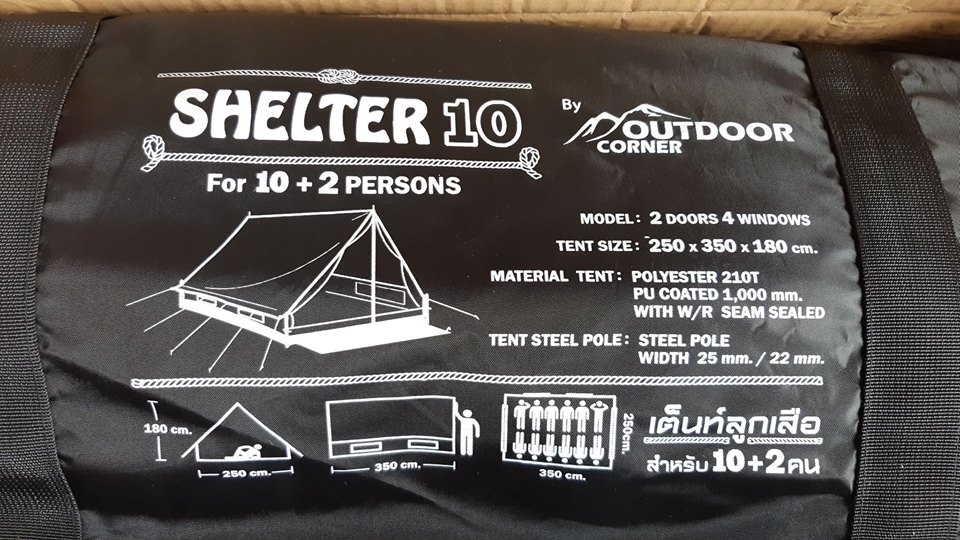 SHELTER 10
By OUTDOOR CORNER
For 10 + 2 PERSONS
MODEL: 2 DOORS 4 WINDOWS
TENT SIZE: 250 x 350 x 180 cm.
MATERIAL TENT: POLYESTER 210T
PU COATED 1,000 mm.
WITH W/R SEAM SEALED
TENT STEEL POLE: STEEL POLE
WIDTH 25 mm. / 22 mm.
180 cm.
250 cm.
350 cm.
250cm.
350 cm.
เต็นท์ลูกเสือ
สำหรับ 10+2 คน